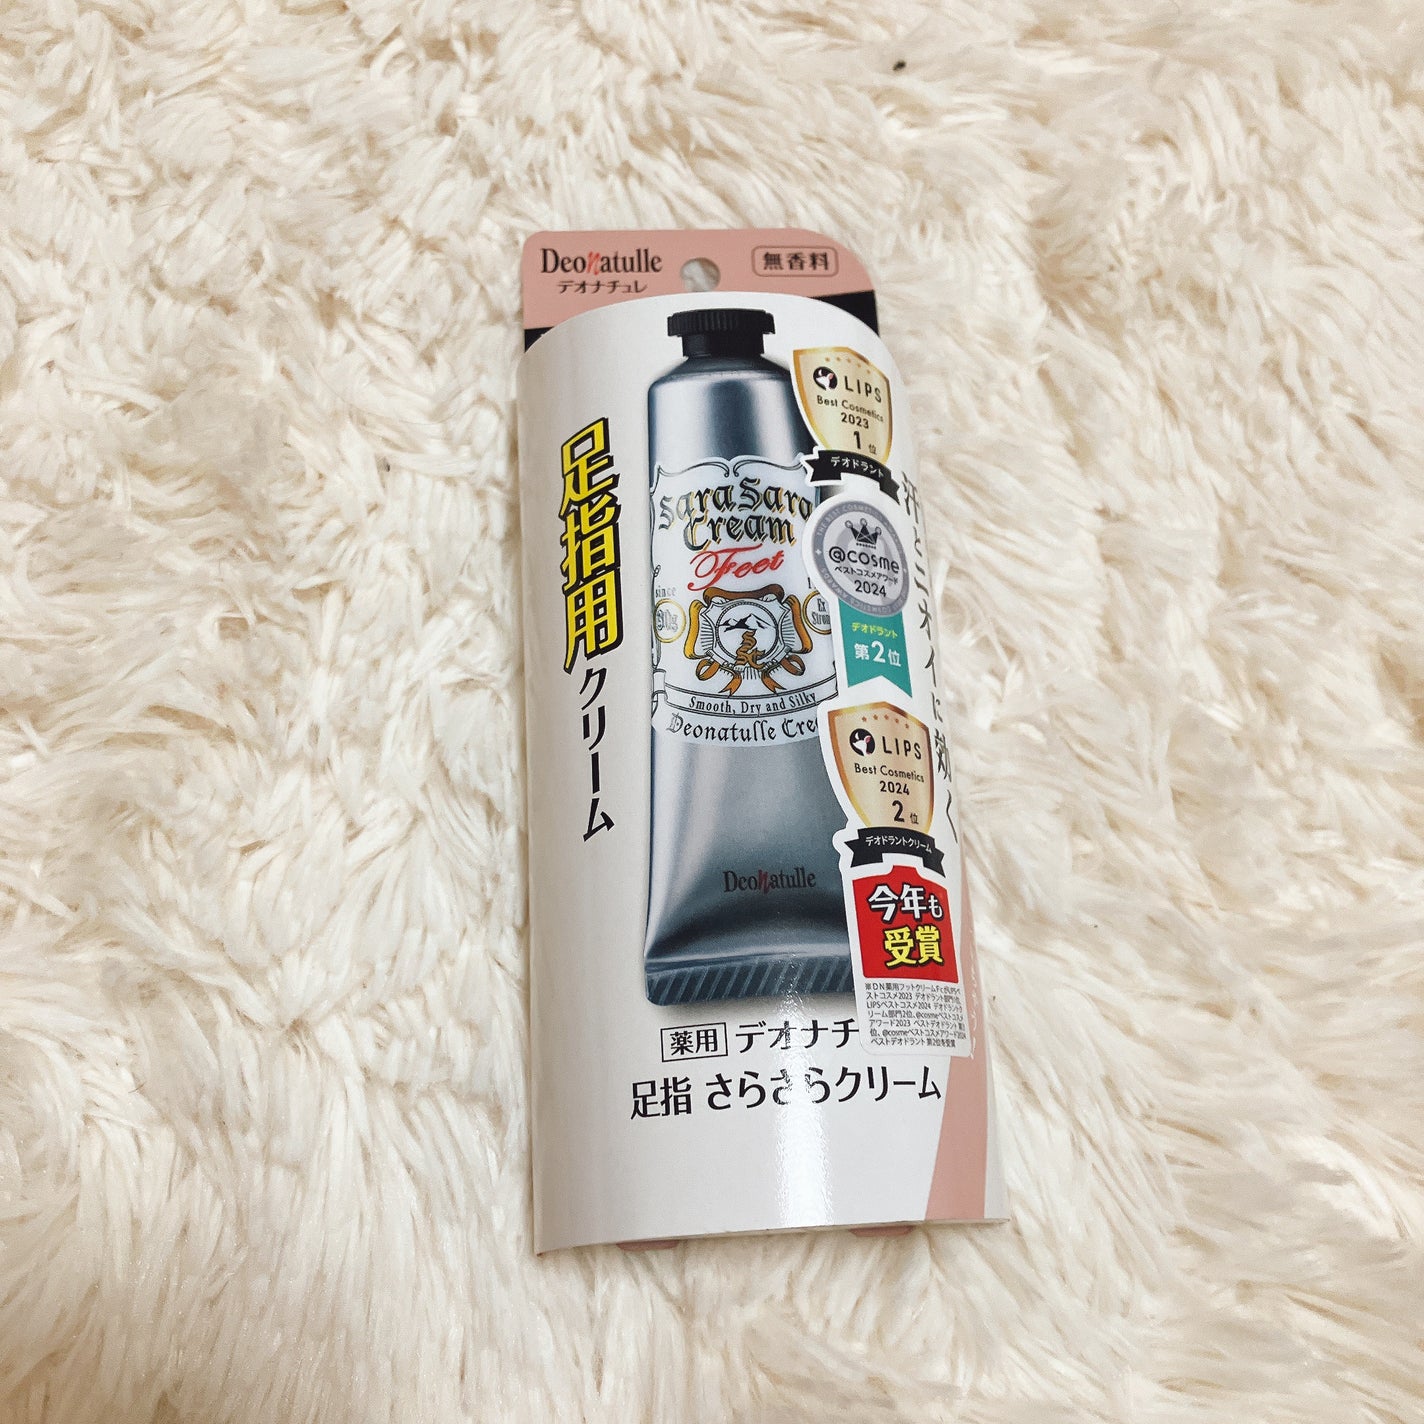 Deonatulle
デオナチュレ
無香料
足指用クリーム
汗とニオイに効く
Sara Sara
Cream
Feet
since
30g
Smooth, Dry and Silky
Deonatulle Cre
Deonatulle
LIPS
Best Cosmetics
2023
1位
デオドラント
@cosme
ベストコスメアワード
2024
デオドラント
第2位
LIPS
Best Cosmetics
2024
2位
デオドラントクリーム
今年も
受賞
薬用 デオナチ
足指 さらさらクリーム